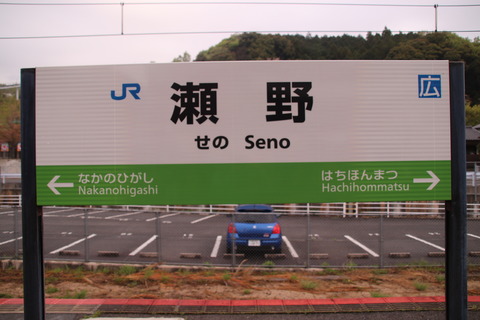 JR 瀬野 広
せの Seno
なかのひがし はちほんまつ
← Nakanohigashi Hachihommatsu →